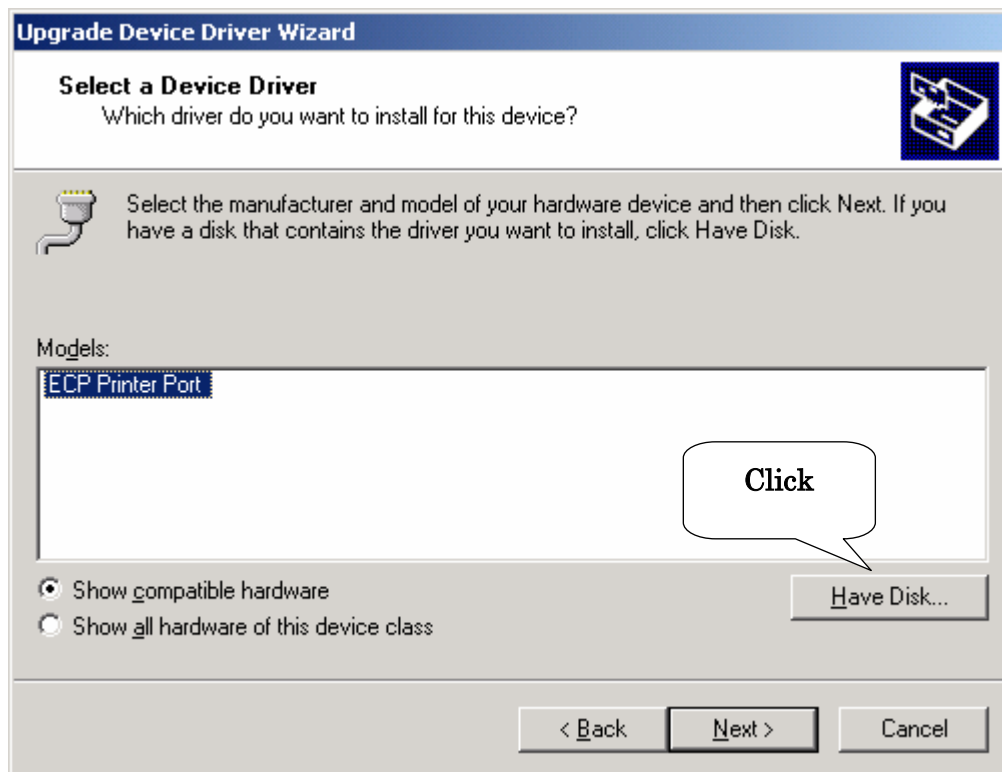 Upgrade Device Driver Wizard
Select a Device Driver
Which driver do you want to install for this device?
Select the manufacturer and model of your hardware device and then click Next. If you
have a disk that contains the driver you want to install, click Have Disk.
Models:
ECP Printer Port
Click
Show compatible hardware
Have Disk...
Show all hardware of this device class
< Back
Next >
Cancel